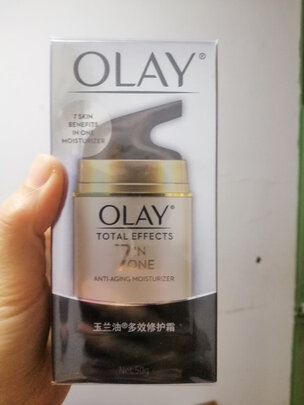 OLAY®
7 SKIN
BENEFITS
IN ONE
MOISTURIZER
OLAY®
TOTAL EFFECTS
7 IN
ONE
ANTI-AGING MOISTURIZER
玉兰油®多效修护霜
Net 50g